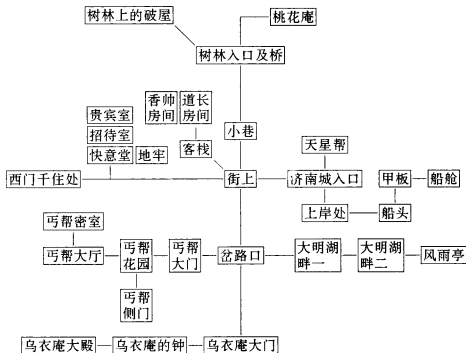 树林上的破屋
桃花庵
树林入口及桥
香帅
房间
道长
房间
贵宾室
招待室
快意堂
地牢
小巷
客栈
天星帮
西门千住处
街上
济南城入口
甲板
船舱
上岸处
船头
丐帮密室
丐帮大厅
丐帮
花园
丐帮
大门
岔路口
大明湖
畔一
大明湖
畔二
风雨亭
丐帮
侧门
乌衣庵大殿
乌衣庵的钟
乌衣庵大门